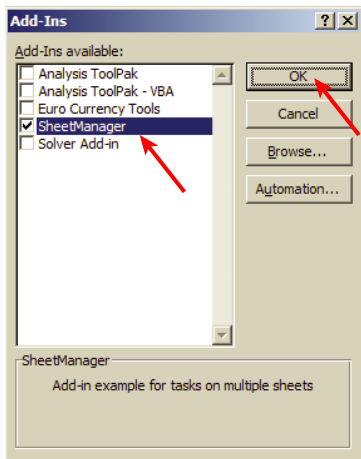 Add-Ins
Add-Ins available:
Analysis ToolPak
Analysis ToolPak - VBA
Euro Currency Tools
SheetManager
Solver Add-in
OK
Cancel
Browse...
Automation...
SheetManager
Add-in example for tasks on multiple sheets